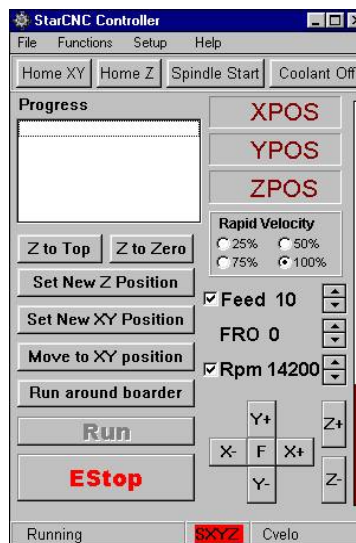 StarCNC Controller
File Functions Setup Help
Home XY Home Z Spindle Start Coolant Off
Progress
XPOS
YPOS
ZPOS
Rapid Velocity
25% 50%
75% 100%
Z to Top Z to Zero
Set New Z Position
Feed 10
Set New XY Position
FRO 0
Move to XY position
Rpm 14200
Run around boarder
Run
Y+
Z+
X- F X+
EStop
Y-
Z-
Running SXYZ Cvelo